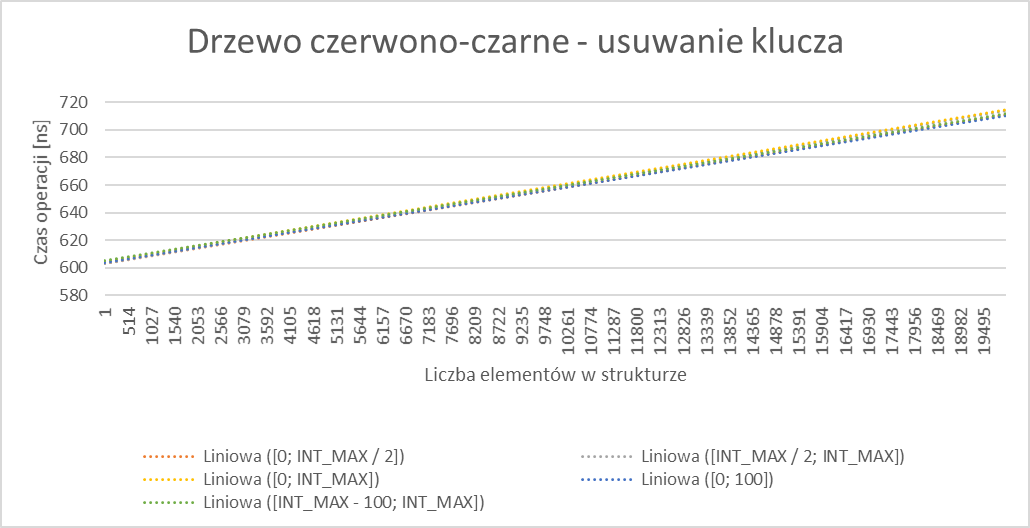 Drzewo czerwono-czarne - usuwanie klucza
Czas operacji [ns]
720
700
680
660
640
620
600
580
1 514 1027 1540 2053 2566 3079 3592 4105 4618 5131 5644 6157 6670 7183 7696 8209 8722 9235 9748 10261 10774 11287 11800 12313 12826 13339 13852 14365 14878 15391 15904 16417 16930 17443 17956 18469 18982 19495
Liczba elementów w strukturze
Liniowa ([0; INT_MAX / 2]) Liniowa ([INT_MAX / 2; INT_MAX])
Liniowa ([0; INT_MAX]) Liniowa ([0; 100])
Liniowa ([INT_MAX - 100; INT_MAX])